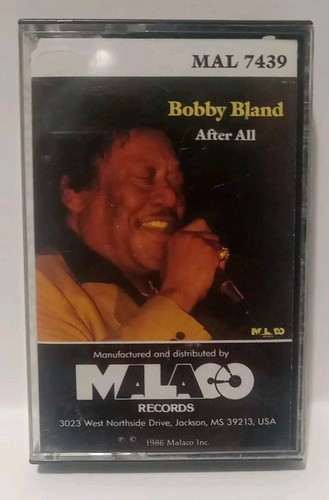 MAL 7439
Bobby Bland
After All
MALACO
Manufactured and distributed by
MALACO
RECORDS
3023 West Northside Drive, Jackson, MS 39213, USA
℗ © 1986 Malaco Inc.